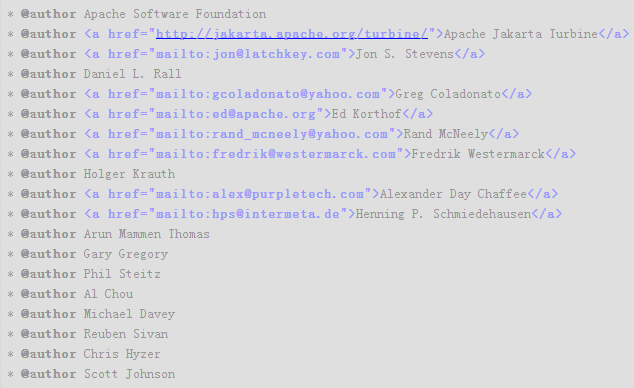 * @author Apache Software Foundation
* @author <a href="http://jakarta.apache.org/turbine/">Apache Jakarta Turbine</a>
* @author <a href="mailto:jon@latchkey.com">Jon S. Stevens</a>
* @author Daniel L. Rall
* @author <a href="mailto:gcoladonato@yahoo.com">Greg Coladonato</a>
* @author <a href="mailto:ed@apache.org">Ed Korthof</a>
* @author <a href="mailto:rand_mcneely@yahoo.com">Rand McNeely</a>
* @author <a href="mailto:fredrik@westermarck.com">Fredrik Westermarck</a>
* @author Holger Krauth
* @author <a href="mailto:alex@purpletech.com">Alexander Day Chaffee</a>
* @author <a href="mailto:hps@intermeta.de">Henning P. Schmiedehausen</a>
* @author Arun Mammen Thomas
* @author Gary Gregory
* @author Phil Steitz
* @author Al Chou
* @author Michael Davey
* @author Reuben Sivan
* @author Chris Hyzer
* @author Scott Johnson